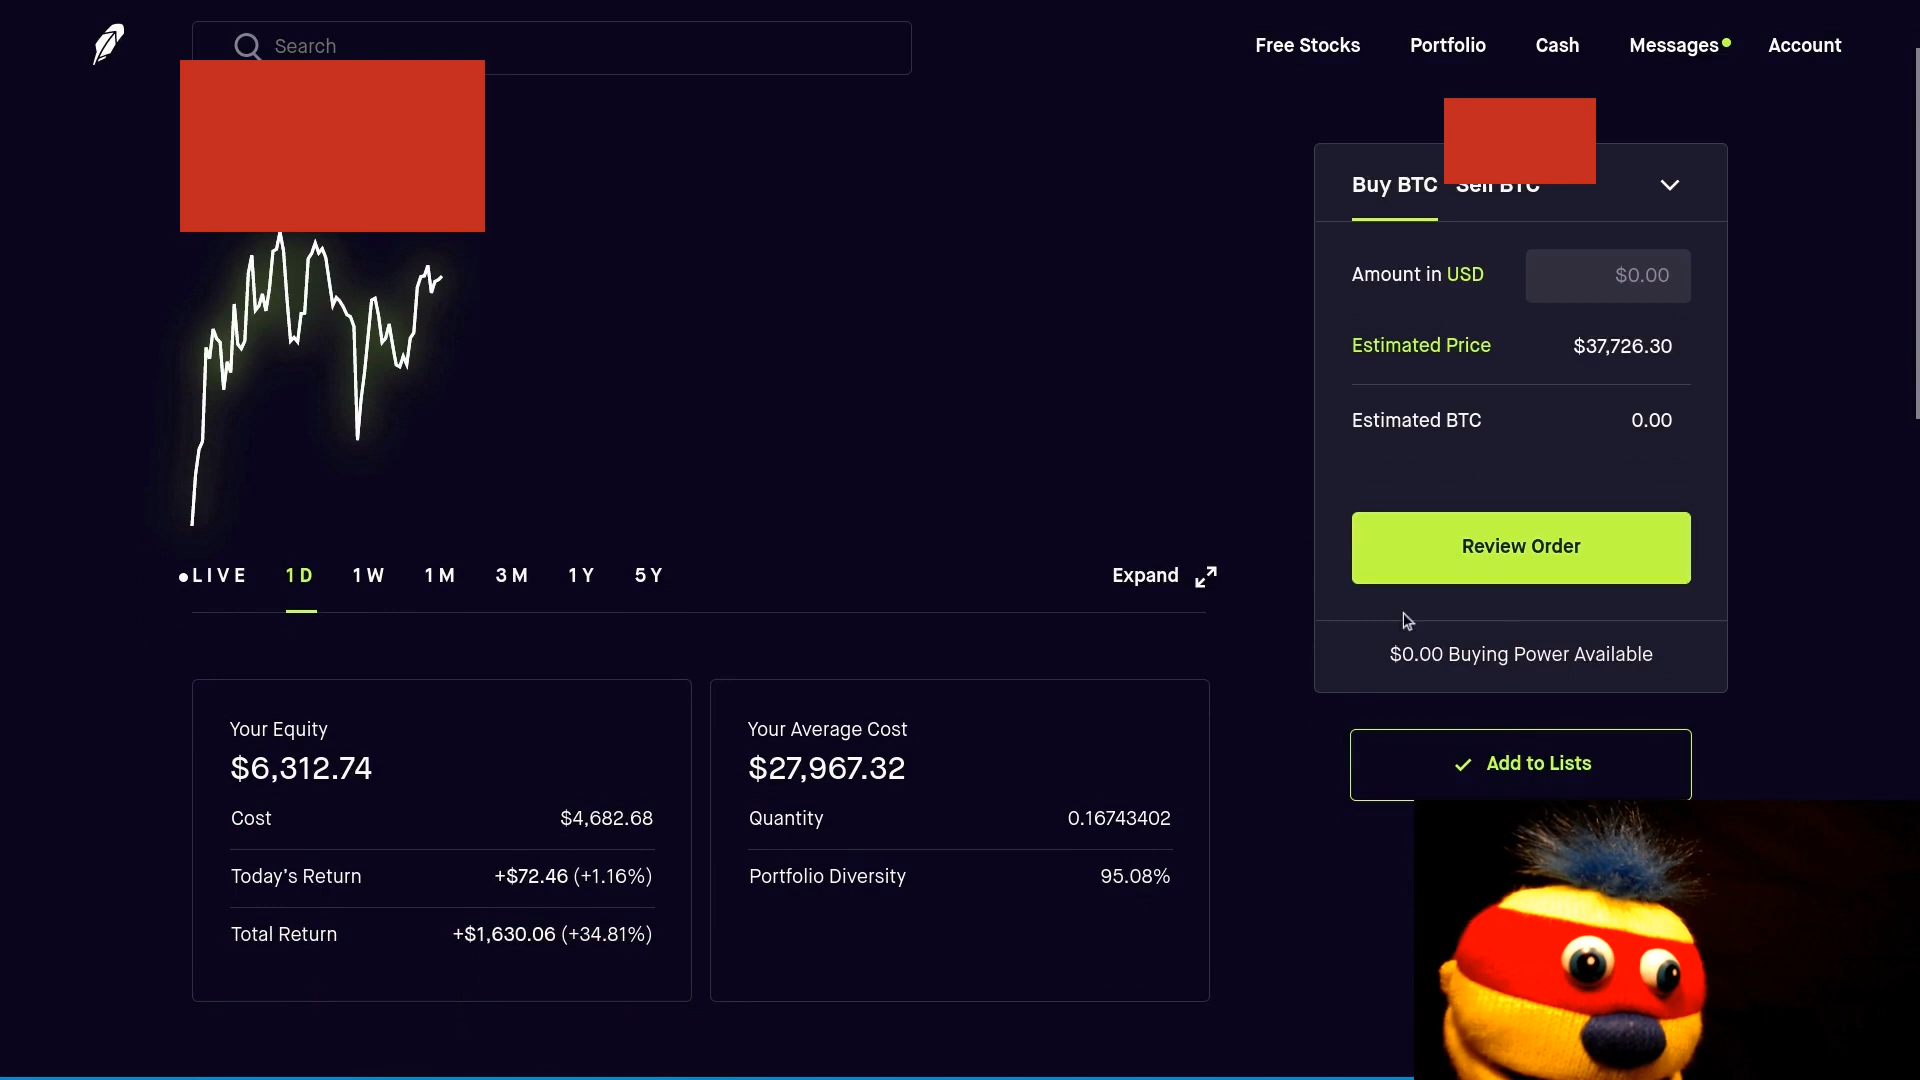 Search
Free Stocks Portfolio Cash Messages Account
Buy BTC Sell BTC
Amount in USD $0.00
Estimated Price $37,726.30
Estimated BTC 0.00
Review Order
$0.00 Buying Power Available
LIVE 1D 1W 1M 3M 1Y 5Y Expand
Your Equity
$6,312.74
Cost $4,682.68
Today's Return +$72.46 (+1.16%)
Total Return +$1,630.06 (+34.81%)
Your Average Cost
$27,967.32
Quantity 0.16743402
Portfolio Diversity 95.08%
Add to Lists